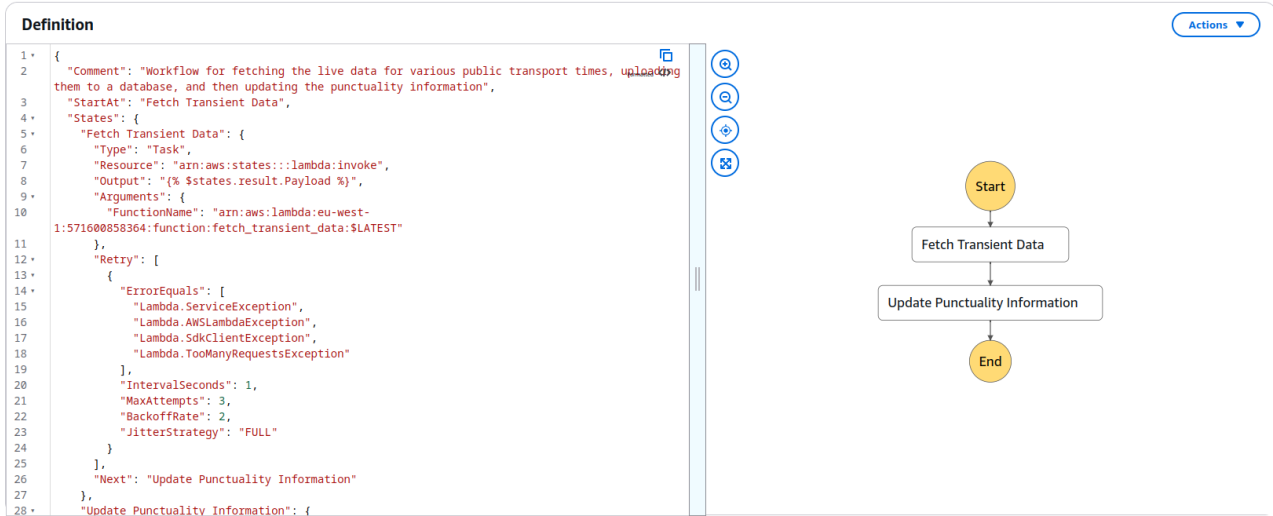 Definition
Actions
1 {
2 "Comment": "Workflow for fetching the live data for various public transport times, uploading
them to a database, and then updating the punctuality information",
3 "StartAt": "Fetch Transient Data",
4 "States": {
5 "Fetch Transient Data": {
6 "Type": "Task",
7 "Resource": "arn:aws:states:::lambda:invoke",
8 "Output": "{% $states.result.Payload %}",
9 "Arguments": {
10 "FunctionName": "arn:aws:lambda:eu-west-
1:571600858364:function:fetch_transient_data:$LATEST"
11 },
12 "Retry": [
13 {
14 "ErrorEquals": [
15 "Lambda.ServiceException",
16 "Lambda.AWSLambdaException",
17 "Lambda.SdkClientException",
18 "Lambda.TooManyRequestsException"
19 ],
20 "IntervalSeconds": 1,
21 "MaxAttempts": 3,
22 "BackoffRate": 2,
23 "JitterStrategy": "FULL"
24 }
25 ],
26 "Next": "Update Punctuality Information"
27 },
28 "Update Punctuality Information": {
Start
Fetch Transient Data
Update Punctuality Information
End